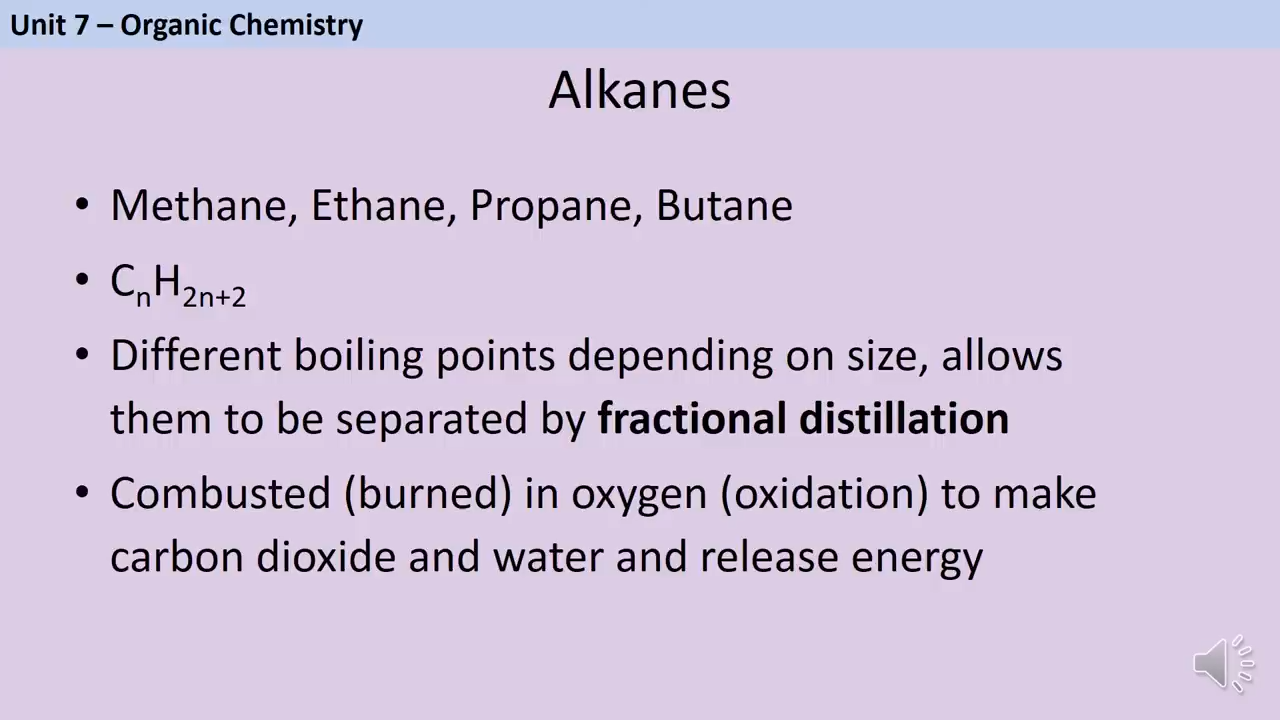 Unit 7 – Organic Chemistry
Alkanes
• Methane, Ethane, Propane, Butane
• CₙH₂ₙ₊₂
• Different boiling points depending on size, allows
them to be separated by fractional distillation
• Combusted (burned) in oxygen (oxidation) to make
carbon dioxide and water and release energy